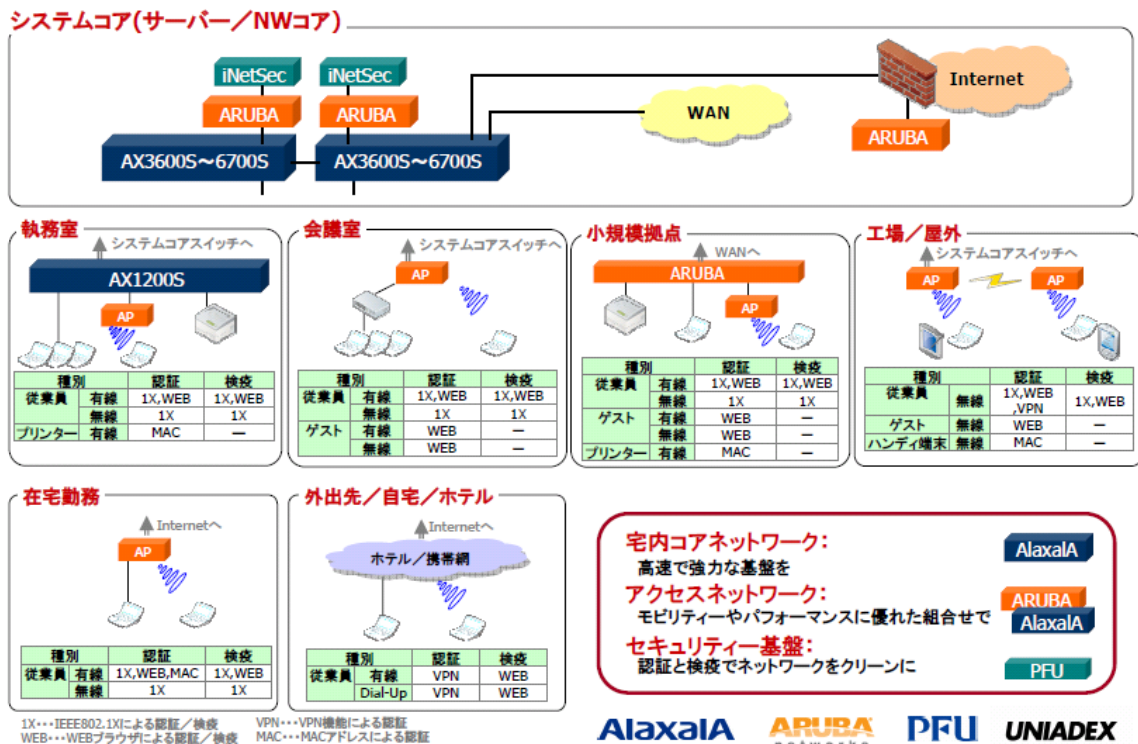 システムコア(サーバー/NWコア)
iNetSec
iNetSec
ARUBA
ARUBA
AX3600S~6700S
AX3600S~6700S
WAN
Internet
ARUBA
執務室
システムコアスイッチへ
AX1200S
AP
種別 認証 検疫
従業員 有線 1X,WEB 1X,WEB
無線 1X 1X
プリンター 有線 MAC ―
会議室
システムコアスイッチへ
AP
種別 認証 検疫
従業員 有線 1X,WEB 1X,WEB
無線 1X 1X
ゲスト 有線 WEB ―
無線 WEB ―
小規模拠点
WANへ
ARUBA
AP
種別 認証 検疫
従業員 有線 1X,WEB 1X,WEB
無線 1X 1X
ゲスト 有線 WEB ―
無線 WEB ―
プリンター 有線 MAC ―
工場/屋外
システムコアスイッチへ
AP AP
種別 認証 検疫
従業員 無線 1X,WEB
,VPN 1X,WEB
ゲスト 無線 WEB ―
ハンディ端末 無線 MAC ―
在宅勤務
Internetへ
AP
種別 認証 検疫
従業員 有線 1X,WEB,MAC 1X,WEB
無線 1X 1X
外出先/自宅/ホテル
Internetへ
ホテル/携帯網
種別 認証 検疫
従業員 有線 VPN WEB
Dial-Up VPN WEB
宅内コアネットワーク:
高速で強力な基盤を
AlaxalA
アクセスネットワーク:
モビリティーやパフォーマンスに優れた組合せで
ARUBA
AlaxalA
セキュリティー基盤:
認証と検疫でネットワークをクリーンに
PFU
1X・・・IEEE802.1Xによる認証/検疫 VPN・・・VPN機能による認証
WEB・・・WEBブラウザによる認証/検疫 MAC・・・MACアドレスによる認証
AlaxalA ARUBA PFU UNIADEX
networks